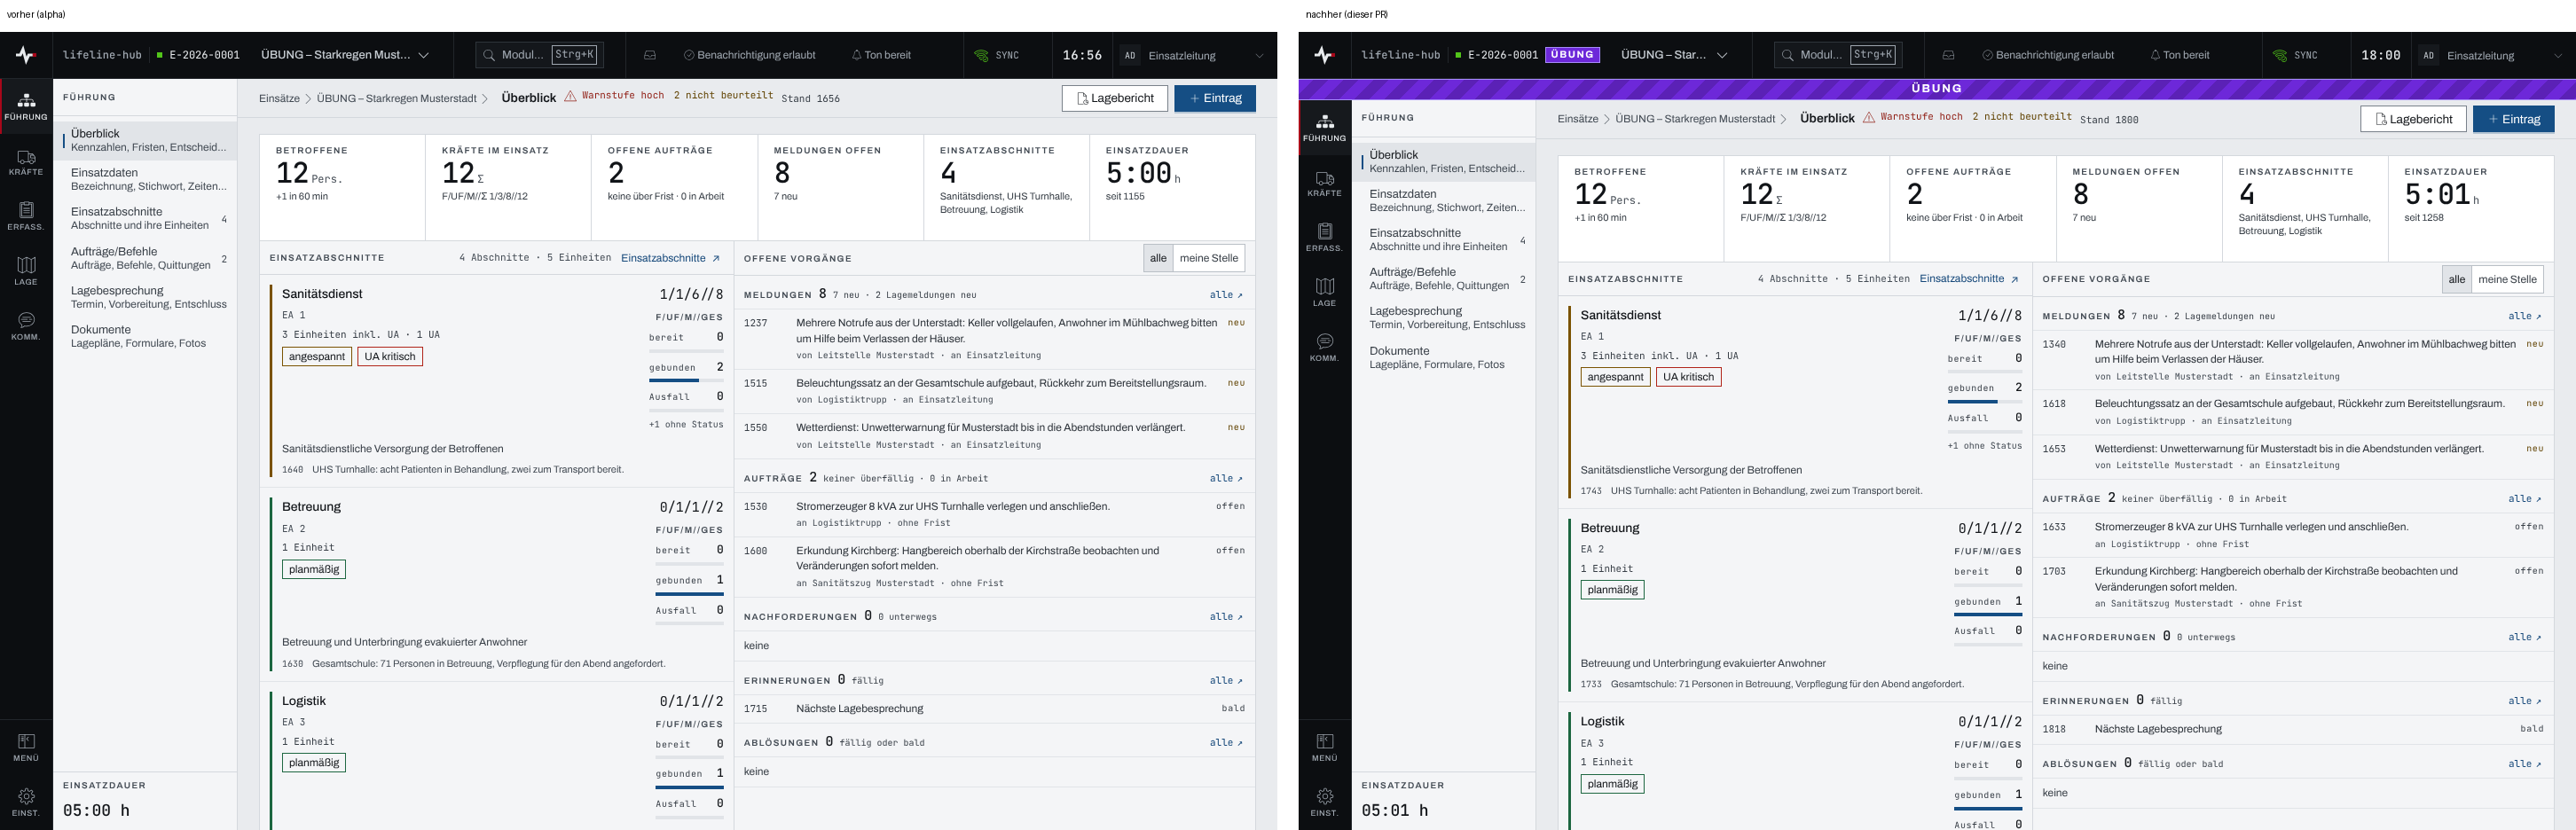 vorher (alpha)
lifeline-hub E-2026-0001 ÜBUNG – Starkregen Must... Modul... Strg+K Benachrichtigung erlaubt Ton bereit SYNC 16:56 AD Einsatzleitung
FÜHRUNG
KRÄFTE
ERFASS.
LAGE
KOMM.
MENÜ
EINST.
FÜHRUNG
Überblick
Kennzahlen, Fristen, Entscheid...
Einsatzdaten
Bezeichnung, Stichwort, Zeiten...
Einsatzabschnitte
Abschnitte und ihre Einheiten 4
Aufträge/Befehle
Aufträge, Befehle, Quittungen 2
Lagebesprechung
Termin, Vorbereitung, Entschluss
Dokumente
Lagepläne, Formulare, Fotos
EINSATZDAUER
05:00 h
Einsätze ÜBUNG – Starkregen Musterstadt Überblick Warnstufe hoch 2 nicht beurteilt Stand 1656 Lagebericht + Eintrag
BETROFFENE
12 Pers.
+1 in 60 min
KRÄFTE IM EINSATZ
12 Σ
F/UF/M//Σ 1/3/8//12
OFFENE AUFTRÄGE
2
keine über Frist · 0 in Arbeit
MELDUNGEN OFFEN
8
7 neu
EINSATZABSCHNITTE
4
Sanitätsdienst, UHS Turnhalle,
Betreuung, Logistik
EINSATZDAUER
5:00 h
seit 1155
EINSATZABSCHNITTE 4 Abschnitte · 5 Einheiten Einsatzabschnitte ↗
Sanitätsdienst 1/1/6//8
EA 1 F/UF/M//GES
3 Einheiten inkl. UA · 1 UA bereit 0
angespannt UA kritisch gebunden 2
Ausfall 0
+1 ohne Status
Sanitätsdienstliche Versorgung der Betroffenen
1640 UHS Turnhalle: acht Patienten in Behandlung, zwei zum Transport bereit.
Betreuung 0/1/1//2
EA 2 F/UF/M//GES
1 Einheit bereit 0
planmäßig gebunden 1
Ausfall 0
Betreuung und Unterbringung evakuierter Anwohner
1630 Gesamtschule: 71 Personen in Betreuung, Verpflegung für den Abend angefordert.
Logistik 0/1/1//2
EA 3 F/UF/M//GES
1 Einheit bereit 0
planmäßig gebunden 1
Ausfall 0
OFFENE VORGÄNGE alle meine Stelle
MELDUNGEN 8 7 neu · 2 Lagemeldungen neu alle ↗
1237 Mehrere Notrufe aus der Unterstadt: Keller vollgelaufen, Anwohner im Mühlbachweg bitten neu
um Hilfe beim Verlassen der Häuser.
von Leitstelle Musterstadt · an Einsatzleitung
1515 Beleuchtungssatz an der Gesamtschule aufgebaut, Rückkehr zum Bereitstellungsraum. neu
von Logistiktrupp · an Einsatzleitung
1550 Wetterdienst: Unwetterwarnung für Musterstadt bis in die Abendstunden verlängert. neu
von Leitstelle Musterstadt · an Einsatzleitung
AUFTRÄGE 2 keiner überfällig · 0 in Arbeit alle ↗
1530 Stromerzeuger 8 kVA zur UHS Turnhalle verlegen und anschließen. offen
an Logistiktrupp · ohne Frist
1600 Erkundung Kirchberg: Hangbereich oberhalb der Kirchstraße beobachten und offen
Veränderungen sofort melden.
an Sanitätszug Musterstadt · ohne Frist
NACHFORDERUNGEN 0 0 unterwegs alle ↗
keine
ERINNERUNGEN 0 fällig alle ↗
1715 Nächste Lagebesprechung bald
ABLÖSUNGEN 0 fällig oder bald alle ↗
keine
nachher (dieser PR)
lifeline-hub E-2026-0001 ÜBUNG ÜBUNG – Star... Modul... Strg+K Benachrichtigung erlaubt Ton bereit SYNC 18:00 AD Einsatzleitung
ÜBUNG
FÜHRUNG
KRÄFTE
ERFASS.
LAGE
KOMM.
MENÜ
EINST.
FÜHRUNG
Überblick
Kennzahlen, Fristen, Entscheid...
Einsatzdaten
Bezeichnung, Stichwort, Zeiten...
Einsatzabschnitte
Abschnitte und ihre Einheiten 4
Aufträge/Befehle
Aufträge, Befehle, Quittungen 2
Lagebesprechung
Termin, Vorbereitung, Entschluss
Dokumente
Lagepläne, Formulare, Fotos
EINSATZDAUER
05:01 h
Einsätze ÜBUNG – Starkregen Musterstadt Überblick Warnstufe hoch 2 nicht beurteilt Stand 1800 Lagebericht + Eintrag
BETROFFENE
12 Pers.
+1 in 60 min
KRÄFTE IM EINSATZ
12 Σ
F/UF/M//Σ 1/3/8//12
OFFENE AUFTRÄGE
2
keine über Frist · 0 in Arbeit
MELDUNGEN OFFEN
8
7 neu
EINSATZABSCHNITTE
4
Sanitätsdienst, UHS Turnhalle,
Betreuung, Logistik
EINSATZDAUER
5:01 h
seit 1258
EINSATZABSCHNITTE 4 Abschnitte · 5 Einheiten Einsatzabschnitte ↗
Sanitätsdienst 1/1/6//8
EA 1 F/UF/M//GES
3 Einheiten inkl. UA · 1 UA bereit 0
angespannt UA kritisch gebunden 2
Ausfall 0
+1 ohne Status
Sanitätsdienstliche Versorgung der Betroffenen
1743 UHS Turnhalle: acht Patienten in Behandlung, zwei zum Transport bereit.
Betreuung 0/1/1//2
EA 2 F/UF/M//GES
1 Einheit bereit 0
planmäßig gebunden 1
Ausfall 0
Betreuung und Unterbringung evakuierter Anwohner
1733 Gesamtschule: 71 Personen in Betreuung, Verpflegung für den Abend angefordert.
Logistik 0/1/1//2
EA 3 F/UF/M//GES
1 Einheit bereit 0
planmäßig gebunden 1
Ausfall 0
OFFENE VORGÄNGE alle meine Stelle
MELDUNGEN 8 7 neu · 2 Lagemeldungen neu alle ↗
1340 Mehrere Notrufe aus der Unterstadt: Keller vollgelaufen, Anwohner im Mühlbachweg bitten neu
um Hilfe beim Verlassen der Häuser.
von Leitstelle Musterstadt · an Einsatzleitung
1618 Beleuchtungssatz an der Gesamtschule aufgebaut, Rückkehr zum Bereitstellungsraum. neu
von Logistiktrupp · an Einsatzleitung
1653 Wetterdienst: Unwetterwarnung für Musterstadt bis in die Abendstunden verlängert. neu
von Leitstelle Musterstadt · an Einsatzleitung
AUFTRÄGE 2 keiner überfällig · 0 in Arbeit alle ↗
1633 Stromerzeuger 8 kVA zur UHS Turnhalle verlegen und anschließen. offen
an Logistiktrupp · ohne Frist
1703 Erkundung Kirchberg: Hangbereich oberhalb der Kirchstraße beobachten und offen
Veränderungen sofort melden.
an Sanitätszug Musterstadt · ohne Frist
NACHFORDERUNGEN 0 0 unterwegs alle ↗
keine
ERINNERUNGEN 0 fällig alle ↗
1818 Nächste Lagebesprechung bald
ABLÖSUNGEN 0 fällig oder bald alle ↗
keine